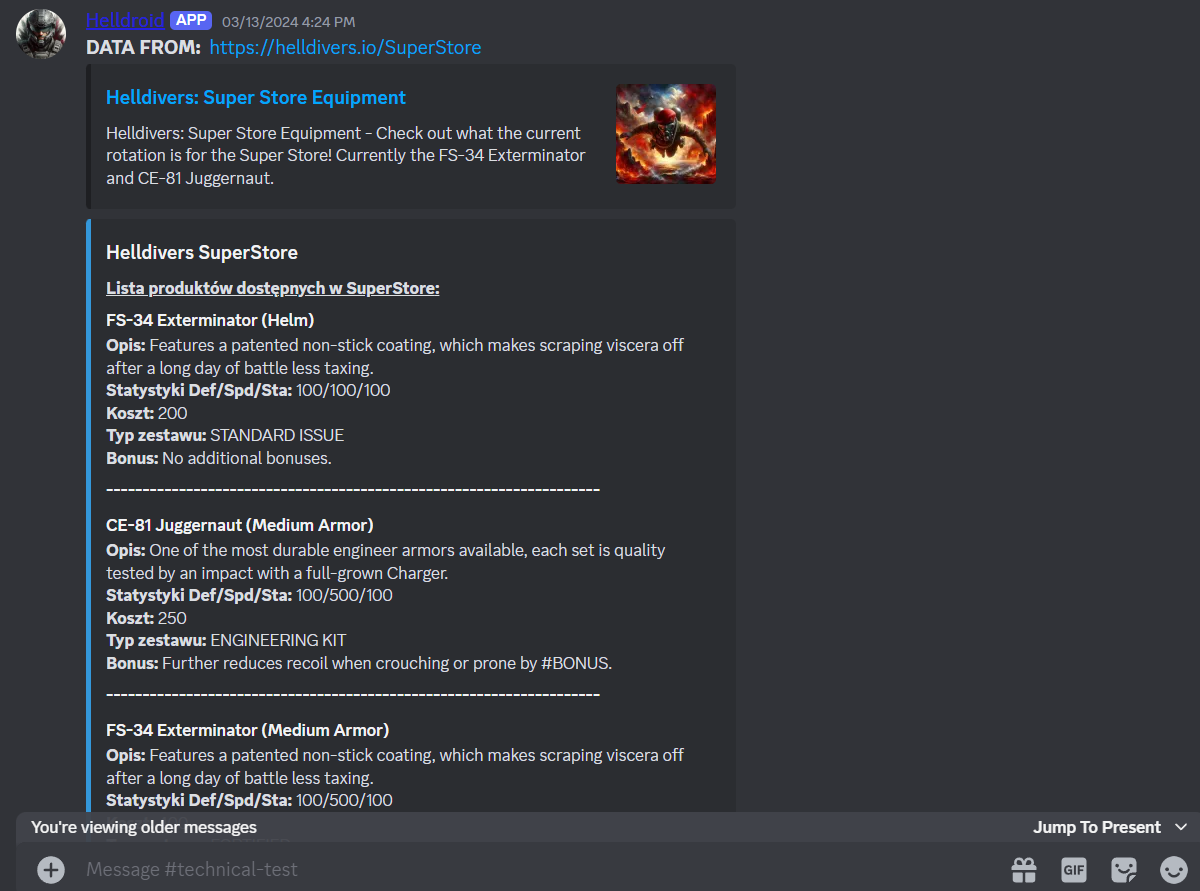 Helldroid APP 03/13/2024 4:24 PM
DATA FROM: https://helldivers.io/SuperStore
Helldivers: Super Store Equipment
Helldivers: Super Store Equipment - Check out what the current
rotation is for the Super Store! Currently the FS-34 Exterminator
and CE-81 Juggernaut.
Helldivers SuperStore
Lista produktów dostępnych w SuperStore:
FS-34 Exterminator (Helm)
Opis: Features a patented non-stick coating, which makes scraping viscera off
after a long day of battle less taxing.
Statystyki Def/Spd/Sta: 100/100/100
Koszt: 200
Typ zestawu: STANDARD ISSUE
Bonus: No additional bonuses.
--------------------------------------------------------------------
CE-81 Juggernaut (Medium Armor)
Opis: One of the most durable engineer armors available, each set is quality
tested by an impact with a full-grown Charger.
Statystyki Def/Spd/Sta: 100/500/100
Koszt: 250
Typ zestawu: ENGINEERING KIT
Bonus: Further reduces recoil when crouching or prone by #BONUS.
--------------------------------------------------------------------
FS-34 Exterminator (Medium Armor)
Opis: Features a patented non-stick coating, which makes scraping viscera off
after a long day of battle less taxing.
Statystyki Def/Spd/Sta: 100/500/100
You're viewing older messages Jump To Present
Message #technical-test GIF